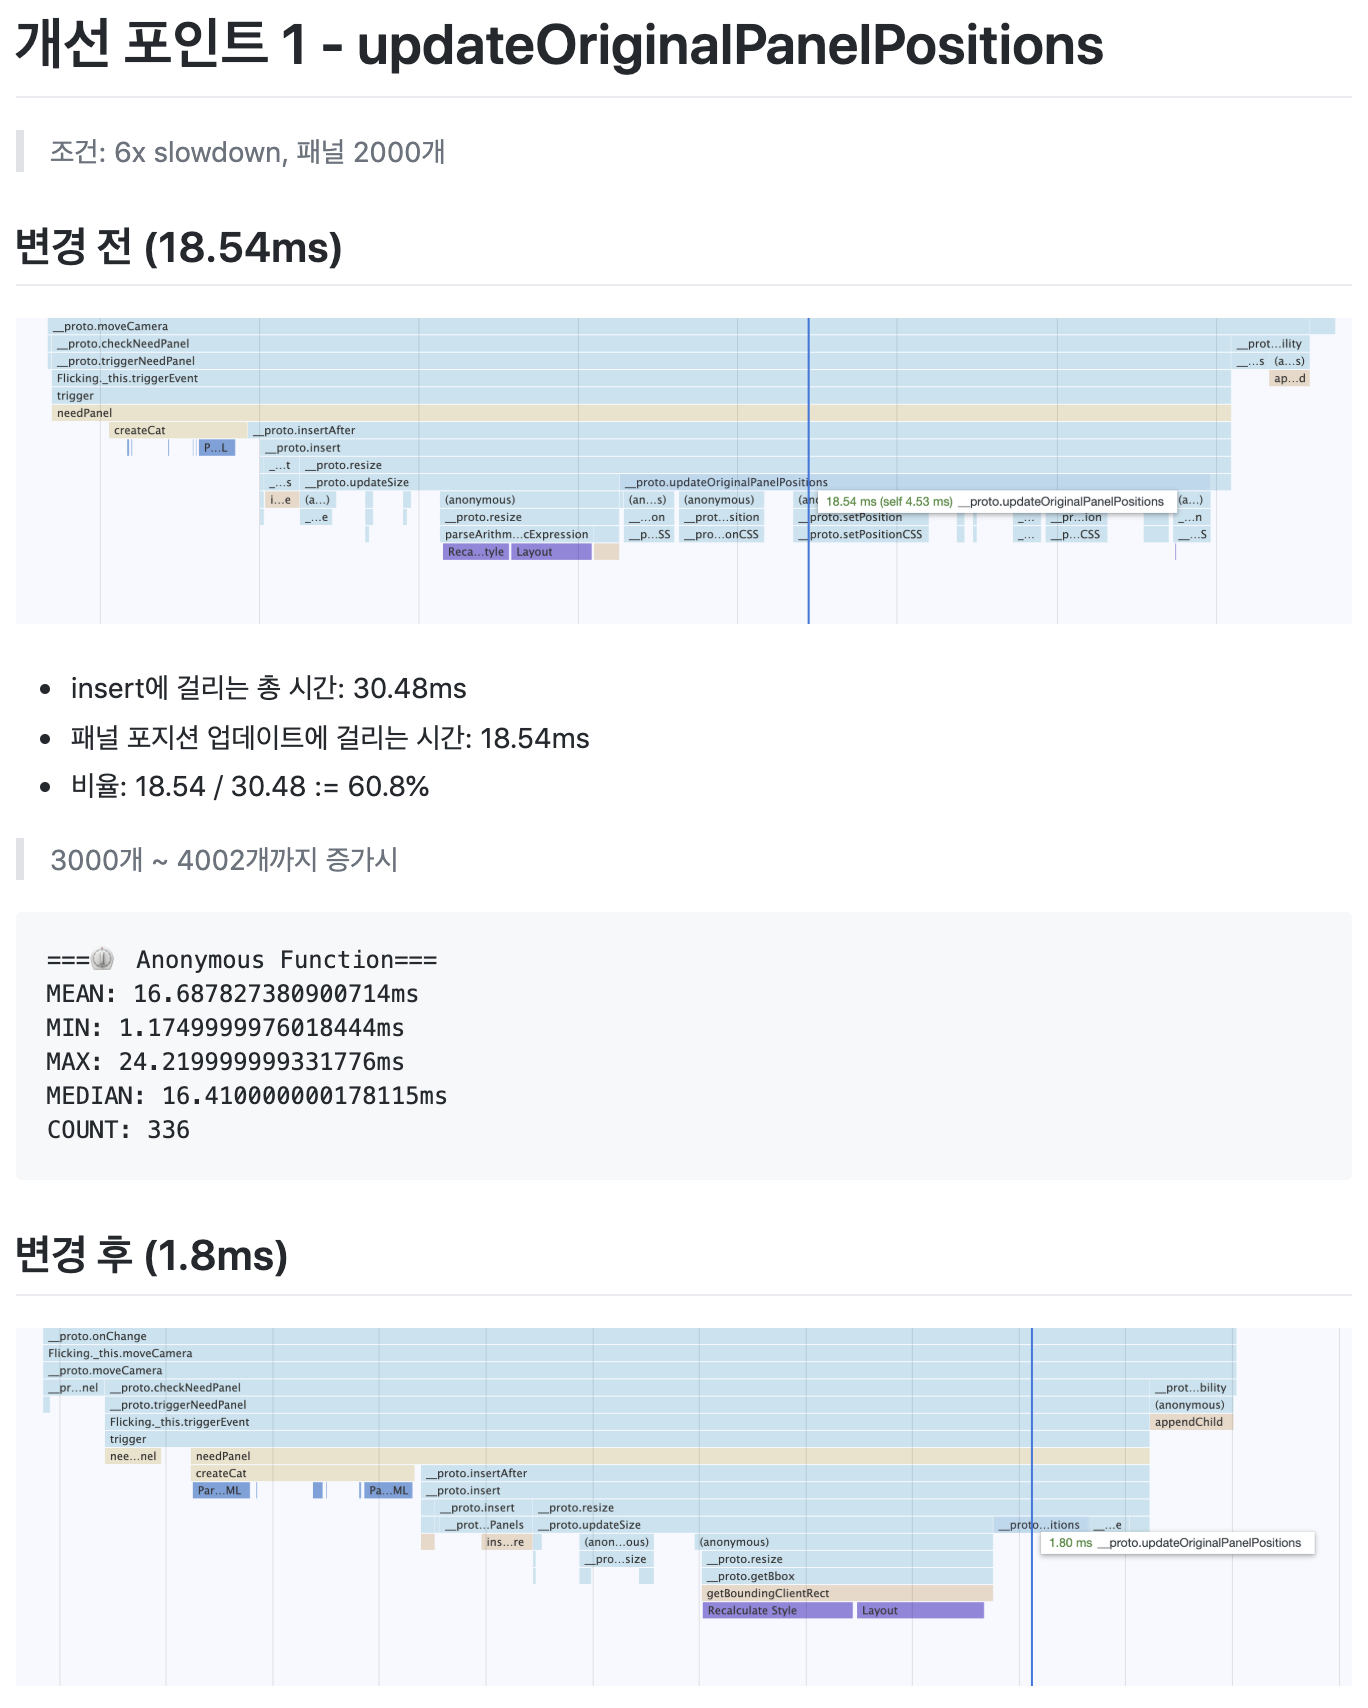 개선 포인트 1 - updateOriginalPanelPositions
조건: 6x slowdown, 패널 2000개
변경 전 (18.54ms)
__proto.moveCamera
__proto.checkNeedPanel __prot...ility
__proto.triggerNeedPanel __...s (a...s)
Flicking._this.triggerEvent ap...d
trigger
needPanel
createCat __proto.insertAfter
P...L __proto.insert
_...t __proto.resize
_...s __proto.updateSize __proto.updateOriginalPanelPositions
i...e (a...) (anonymous) (an...s) (anonymous) (an 18.54 ms (self 4.53 ms) __proto.updateOriginalPanelPositions (a...)
_...e __proto.resize __...on __prot...sition __proto.setPosition _... __pr...ion _...n
parseArithm...cExpression __p...SS __pro...onCSS __proto.setPositionCSS _... __p...CSS __...S
Reca...tyle Layout
insert에 걸리는 총 시간: 30.48ms
패널 포지션 업데이트에 걸리는 시간: 18.54ms
비율: 18.54 / 30.48 := 60.8%
3000개 ~ 4002개까지 증가시
=== Anonymous Function===
MEAN: 16.687827380900714ms
MIN: 1.1749999976018444ms
MAX: 24.219999999331776ms
MEDIAN: 16.410000000178115ms
COUNT: 336
변경 후 (1.8ms)
__proto.onChange
Flicking._this.moveCamera
__proto.moveCamera
__pr...nel __proto.checkNeedPanel __prot...bility
__proto.triggerNeedPanel (anonymous)
Flicking._this.triggerEvent appendChild
trigger
nee...nel needPanel
createCat __proto.insertAfter
Par...ML Pa...ML __proto.insert
__proto.insert __proto.resize
__prot...Panels __proto.updateSize __proto...itions __...e
ins...re (anon...ous) (anonymous) 1.80 ms __proto.updateOriginalPanelPositions
__pro...size __proto.resize
__proto.getBbox
getBoundingClientRect
Recalculate Style Layout